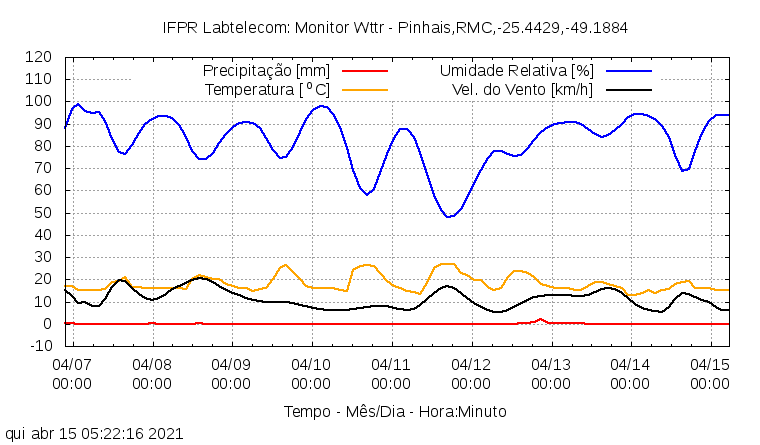 IFPR Labtelecom: Monitor Wttr - Pinhais,RMC,-25.4429,-49.1884
Precipitação [mm]
Temperatura [ ⁰C]
Umidade Relativa [%]
Vel. do Vento [km/h]
120
110
100
90
80
70
60
50
40
30
20
10
0
-10
04/07 04/08 04/09 04/10 04/11 04/12 04/13 04/14 04/15
00:00 00:00 00:00 00:00 00:00 00:00 00:00 00:00 00:00
Tempo - Mês/Dia - Hora:Minuto
qui abr 15 05:22:16 2021